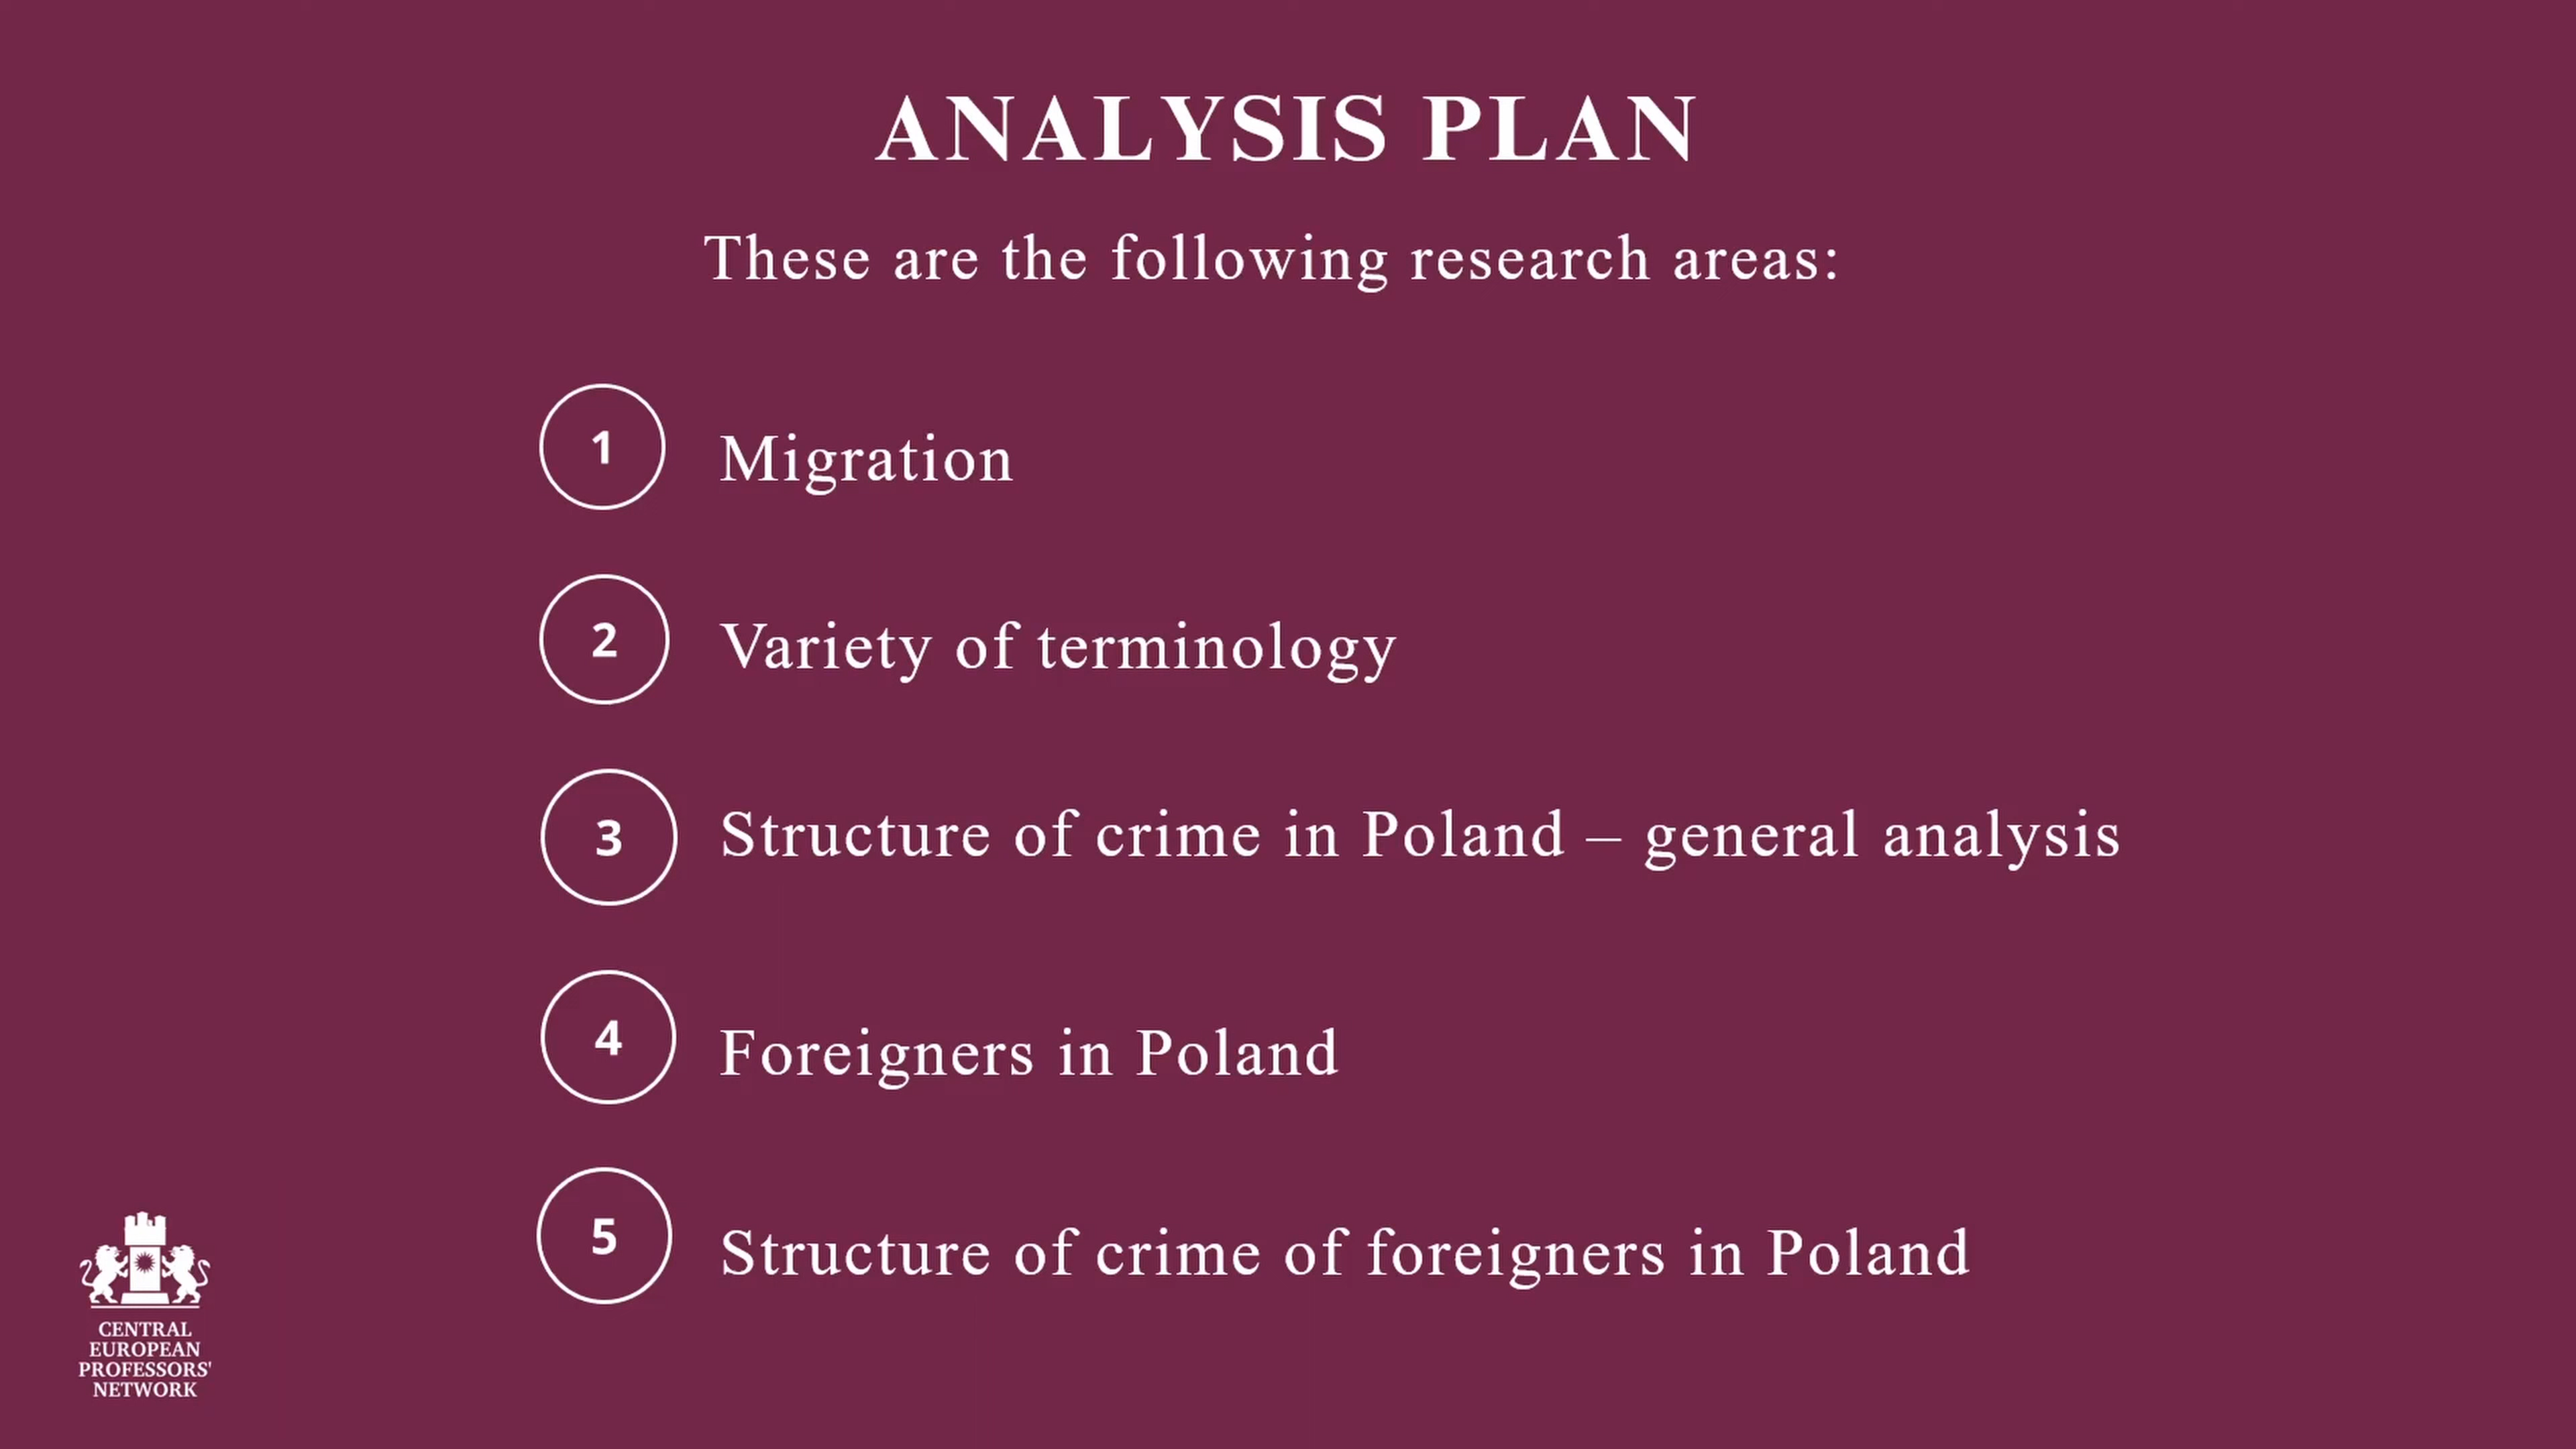 ANALYSIS PLAN
These are the following research areas:
1 Migration
2 Variety of terminology
3 Structure of crime in Poland – general analysis
4 Foreigners in Poland
5 Structure of crime of foreigners in Poland
CENTRAL
EUROPEAN
PROFESSORS'
NETWORK